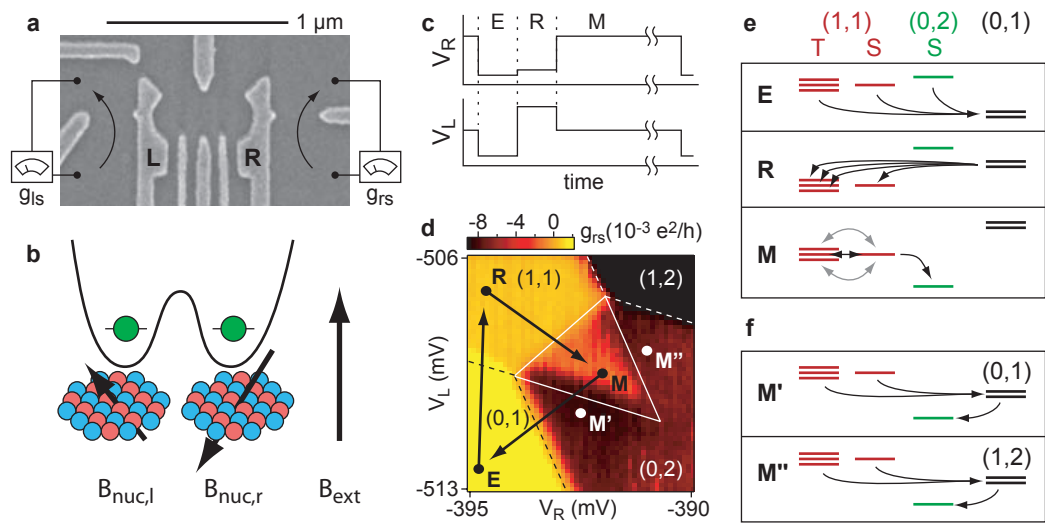 a
1 μm
L
R
g_ls
g_rs
b
B_nuc,l
B_nuc,r
B_ext
c
E R M
V_R
V_L
time
d
-8 -4 0
g_rs(10^-3 e^2/h)
-506
R
(1,1)
(1,2)
M''
M
V_L (mV)
(0,1)
M'
E
(0,2)
-513
-395
V_R (mV)
-390
e
(1,1) (0,2) (0,1)
T S S
E
R
M
f
M'
(0,1)
M''
(1,2)